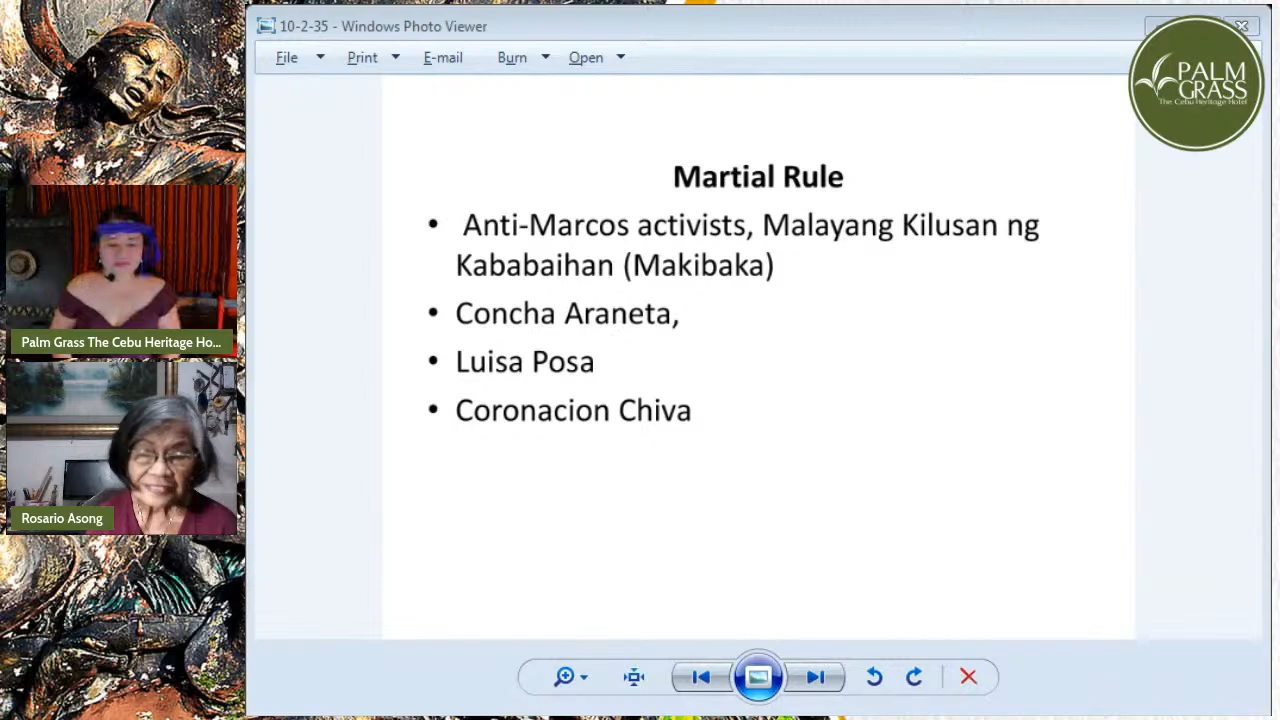 10-2-35 - Windows Photo Viewer
File Print E-mail Burn Open
PALM
GRASS
The Cebu Heritage Hotel
Martial Rule
• Anti-Marcos activists, Malayang Kilusan ng
Kababaihan (Makibaka)
• Concha Araneta,
• Luisa Posa
• Coronacion Chiva
Palm Grass The Cebu Heritage Ho...
Rosario Asong